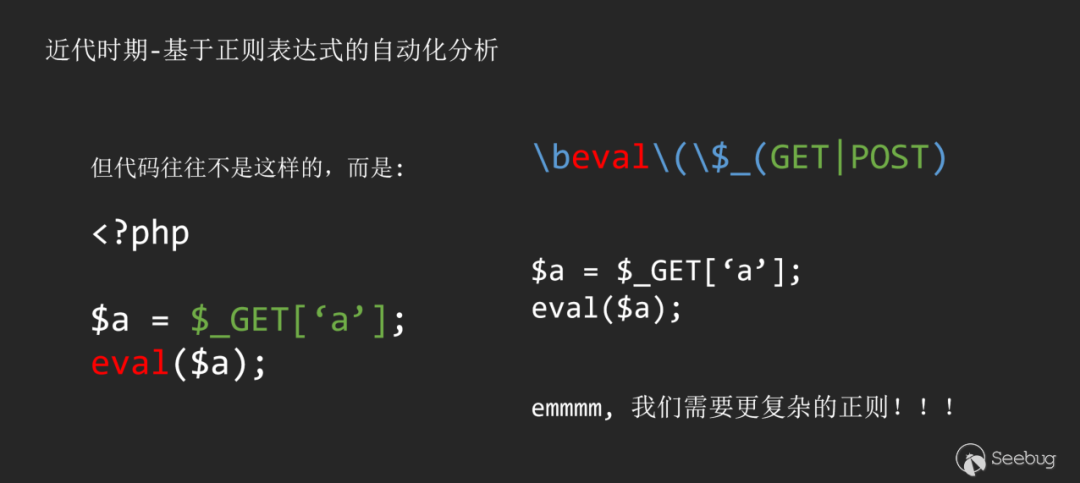 近代时期-基于正则表达式的自动化分析
但代码往往不是这样的，而是:
<?php
$a = $_GET[‘a’];
eval($a);
\beval\(\$_(GET|POST)
$a = $_GET[‘a’];
eval($a);
emmmm, 我们需要更复杂的正则！！！
Seebug